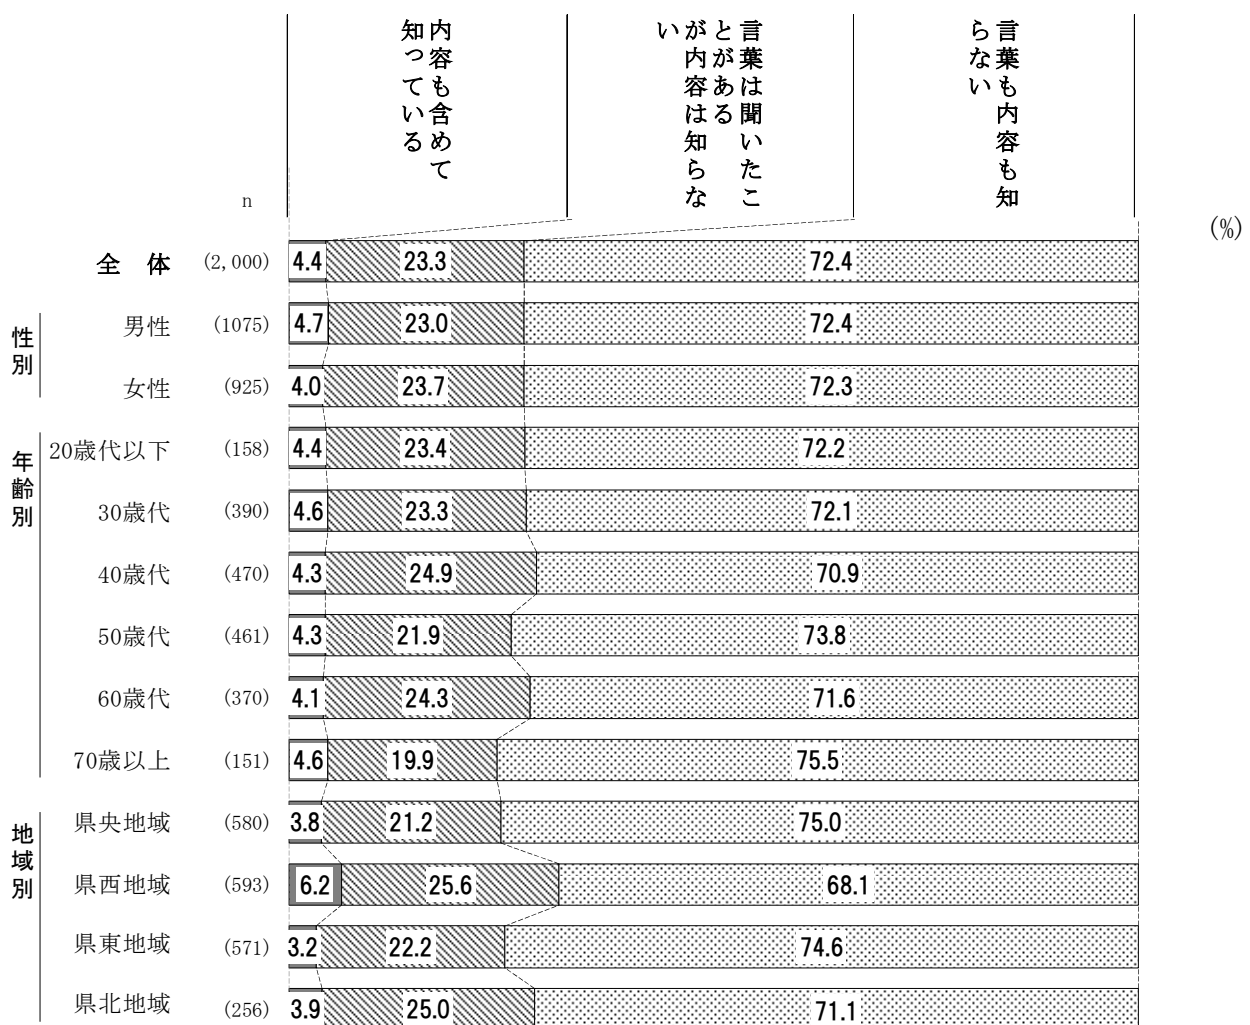 内容も含めて
知っている
言葉は聞いたこ
とがある
が内容は知らな
い
言葉も内容も知
らない
n
(%)
全　体 (2,000) 4.4 23.3 72.4
性別
男性 (1075) 4.7 23.0 72.4
女性 (925) 4.0 23.7 72.3
年齢別
20歳代以下 (158) 4.4 23.4 72.2
30歳代 (390) 4.6 23.3 72.1
40歳代 (470) 4.3 24.9 70.9
50歳代 (461) 4.3 21.9 73.8
60歳代 (370) 4.1 24.3 71.6
70歳以上 (151) 4.6 19.9 75.5
地域別
県央地域 (580) 3.8 21.2 75.0
県西地域 (593) 6.2 25.6 68.1
県東地域 (571) 3.2 22.2 74.6
県北地域 (256) 3.9 25.0 71.1